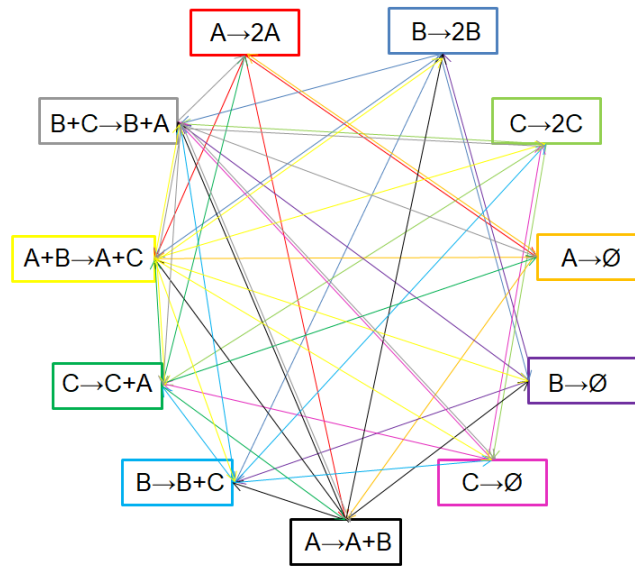 A→2A
B→2B
B+C→B+A
C→2C
A+B→A+C
A→Ø
C→C+A
B→Ø
B→B+C
C→Ø
A→A+B